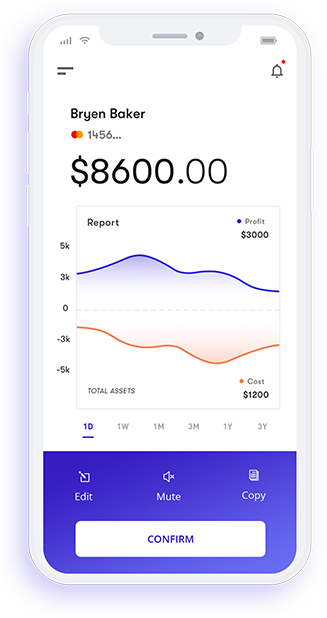 Bryen Baker
1456...
$8600.00
Report
Profit
$3000
5k
3k
0
-3k
-5k
Cost
$1200
TOTAL ASSETS
1D 1W 1M 3M 1Y 3Y
Edit Mute Copy
CONFIRM